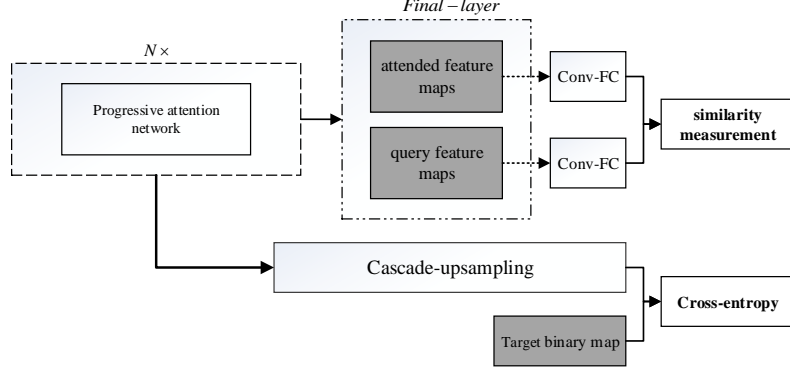 Final – layer
N ×
attended feature
maps
Conv-FC
Progressive attention
network
similarity
measurement
query feature
maps
Conv-FC
Cascade-upsampling
Cross-entropy
Target binary map